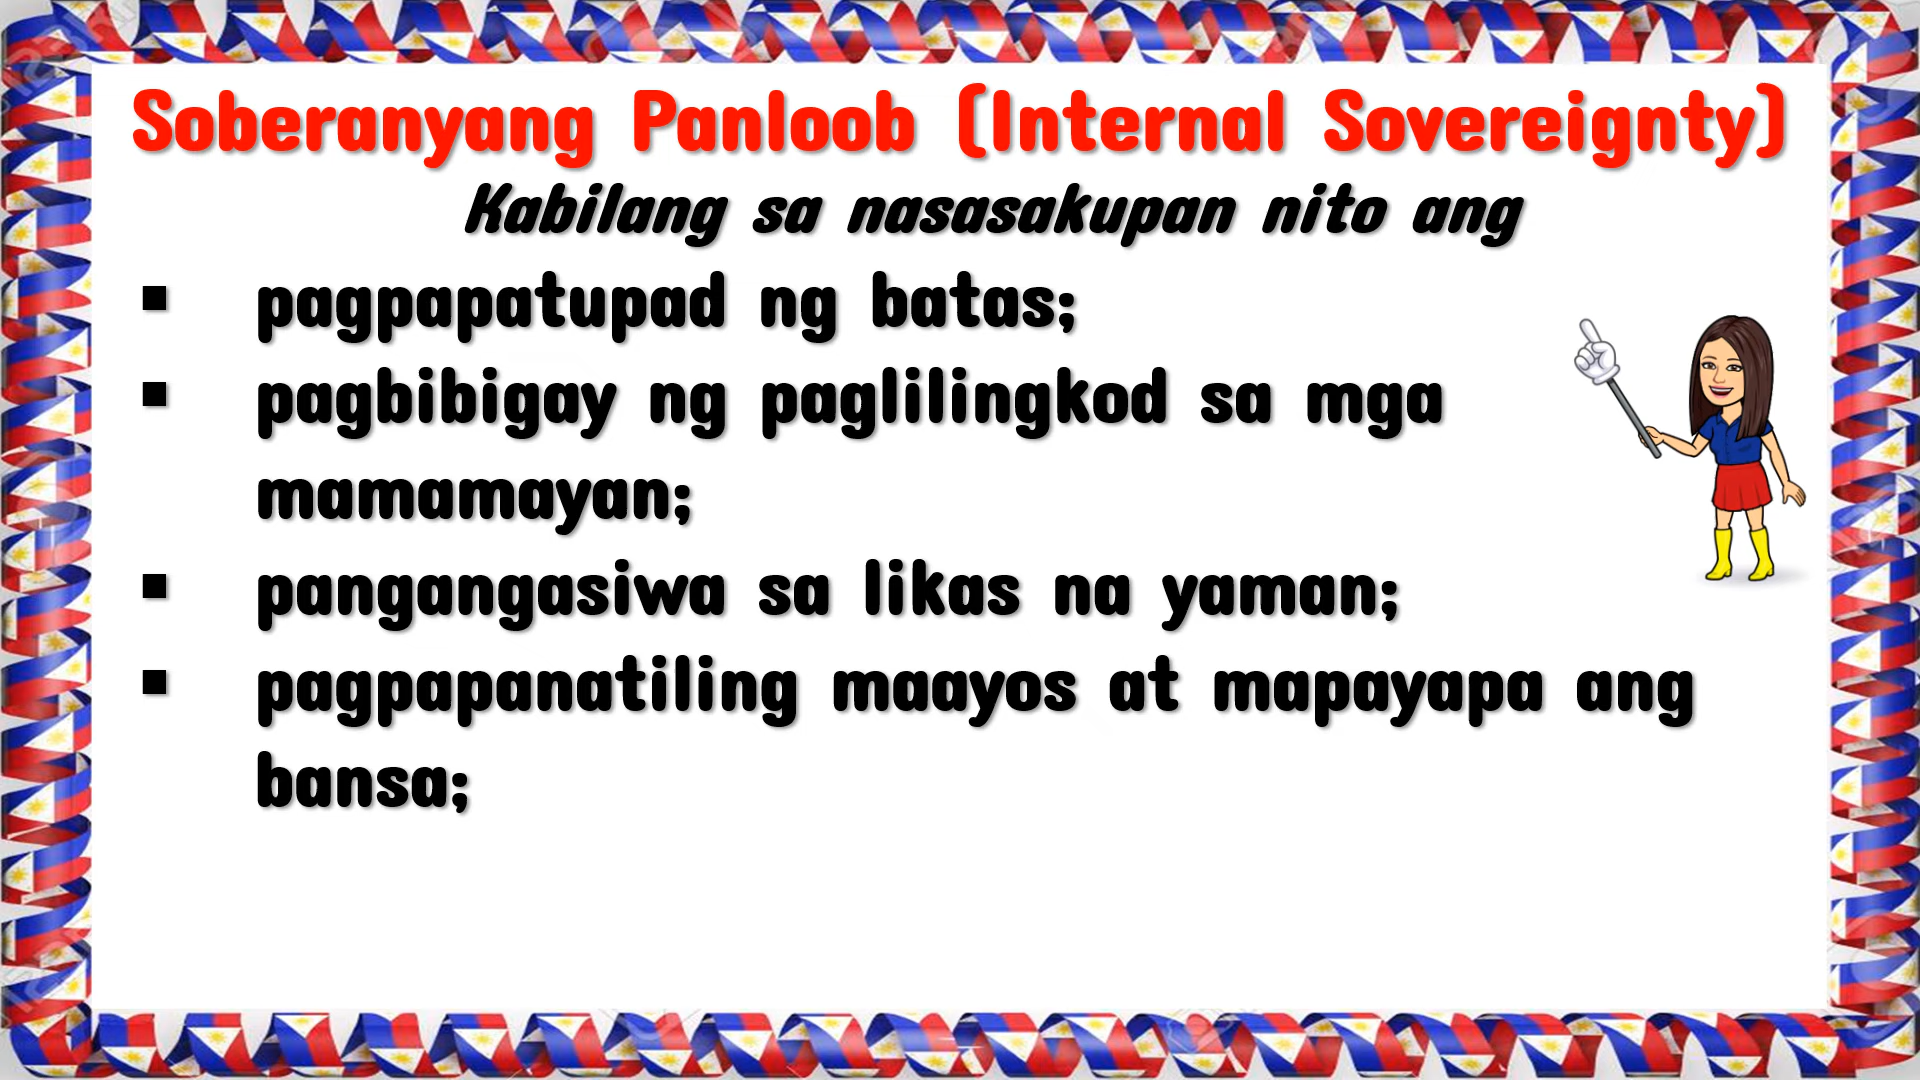 Soberanyang Panloob (Internal Sovereignty)
Kabilang sa nasasakupan nito ang
▪ pagpapatupad ng batas;
▪ pagbibigay ng paglilingkod sa mga
mamamayan;
▪ pangangasiwa sa likas na yaman;
▪ pagpapanatiling maayos at mapayapa ang
bansa;